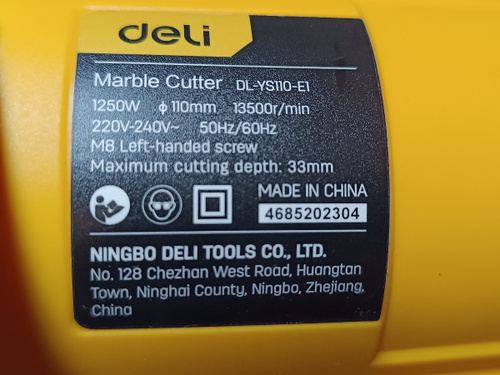 deli
Marble Cutter DL-YS110-E1
1250W ϕ110mm 13500r/min
220V-240V~ 50Hz/60Hz
M8 Left-handed screw
Maximum cutting depth: 33mm
MADE IN CHINA
4685202304
NINGBO DELI TOOLS CO., LTD.
No. 128 Chezhan West Road, Huangtan
Town, Ninghai County, Ningbo, Zhejiang,
China